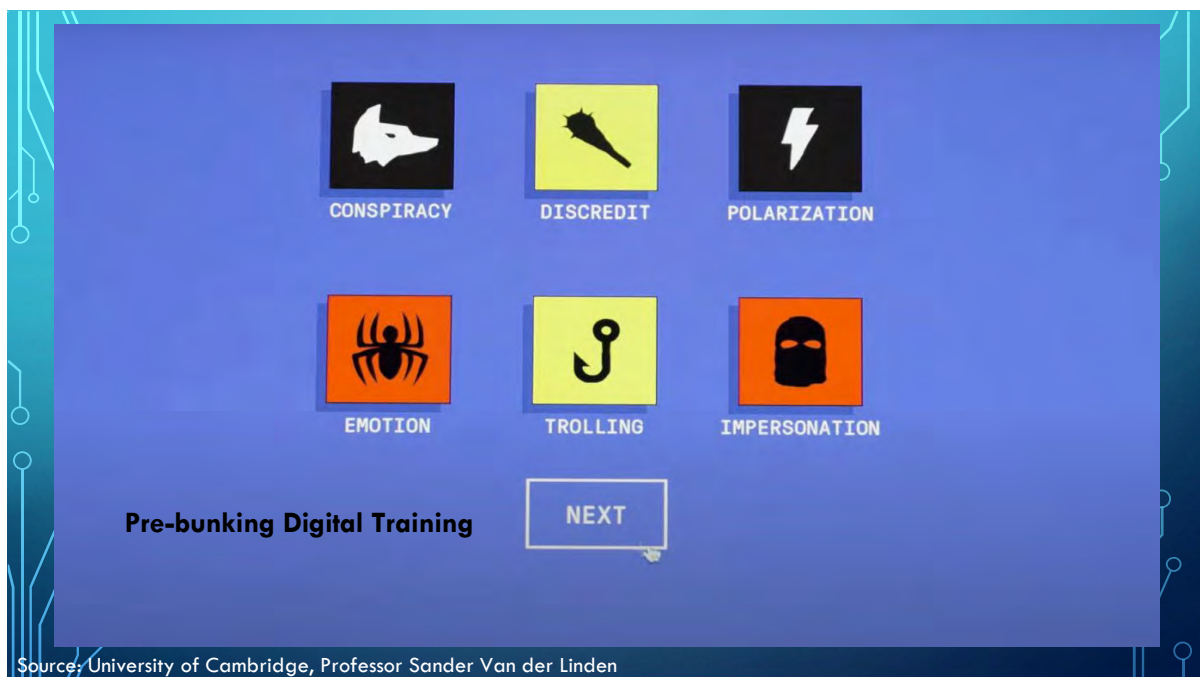 CONSPIRACY
DISCREDIT
POLARIZATION
EMOTION
TROLLING
IMPERSONATION
NEXT
Pre-bunking Digital Training
Source: University of Cambridge, Professor Sander Van der Linden